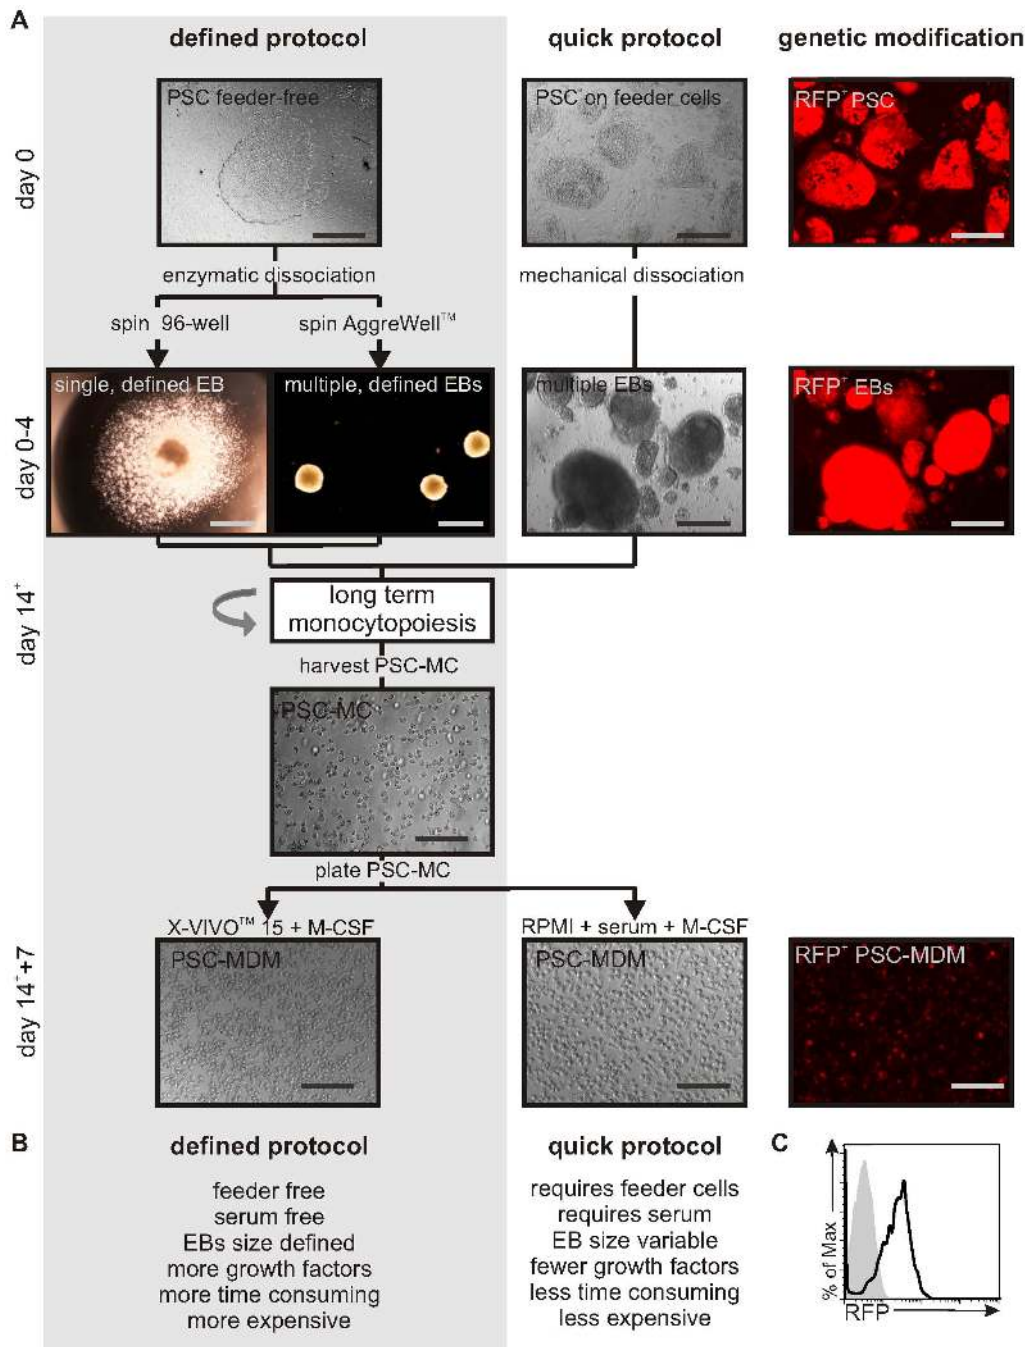 A
defined protocol
quick protocol
genetic modification
day 0
PSC feeder-free
PSC on feeder cells
RFP⁺ PSC
enzymatic dissociation
mechanical dissociation
spin 96-well
spin AggreWell™
day 0-4
single, defined EB
multiple, defined EBs
multiple EBs
RFP⁺ EBs
day 14⁺
long term
monocytopoiesis
harvest PSC-MC
PSC-MC
plate PSC-MC
X-VIVO™ 15 + M-CSF
RPMI + serum + M-CSF
day 14⁺+7
PSC-MDM
PSC-MDM
RFP⁺ PSC-MDM
B
defined protocol
feeder free
serum free
EBs size defined
more growth factors
more time consuming
more expensive
quick protocol
requires feeder cells
requires serum
EB size variable
fewer growth factors
less time consuming
less expensive
C
% of Max
RFP